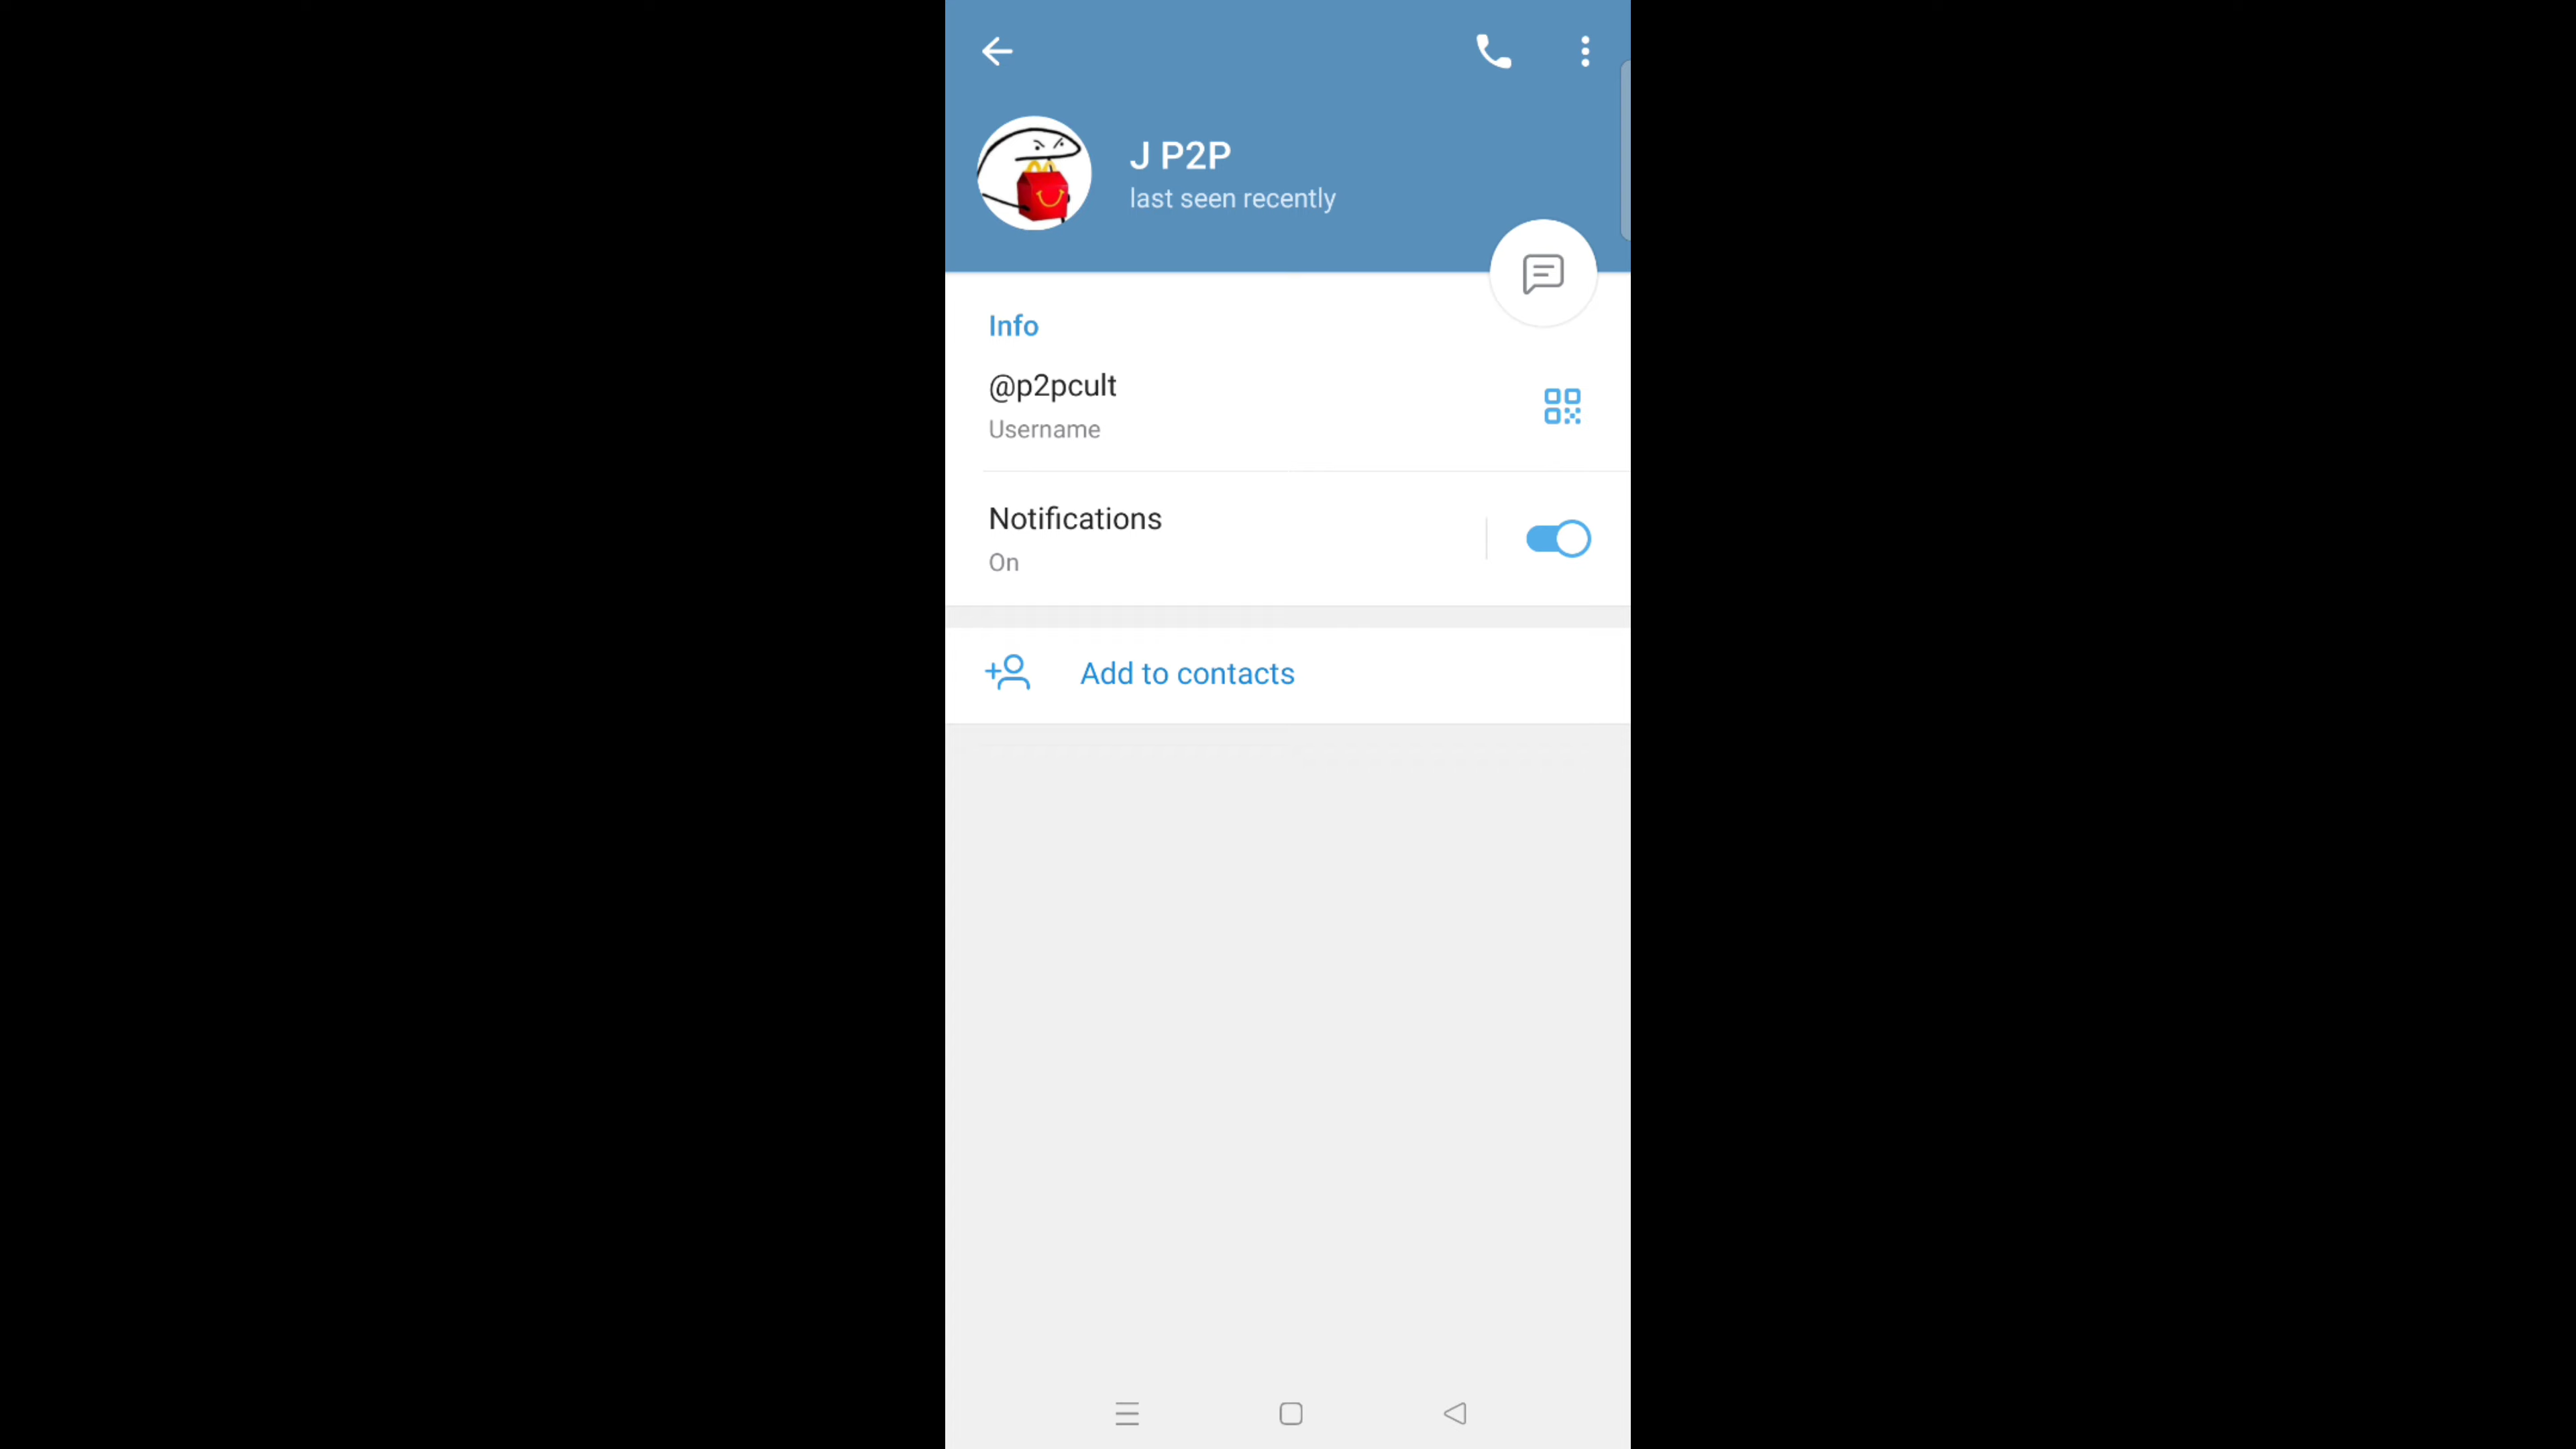 J P2P
last seen recently
Info
@p2pcult
Username
Notifications
On
Add to contacts